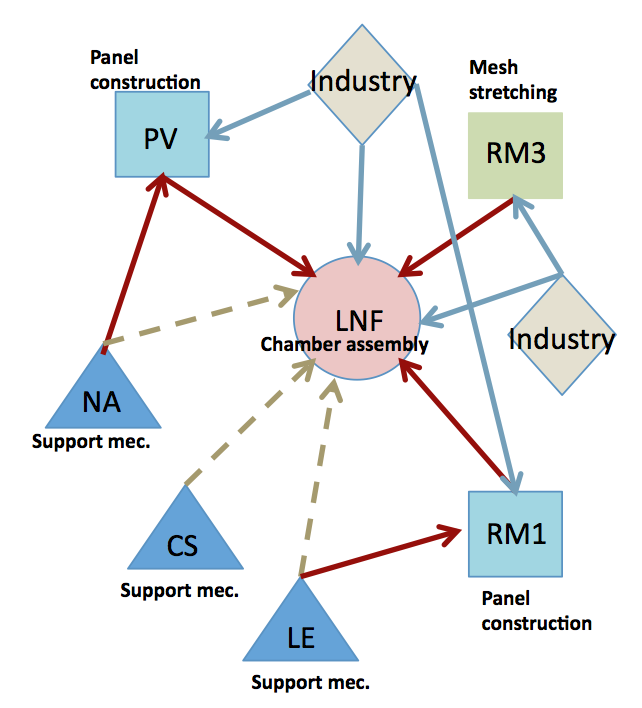 Panel
construction
PV
Industry
Mesh
stretching
RM3
LNF
Chamber assembly
Industry
NA
Support mec.
CS
Support mec.
RM1
Panel
construction
LE
Support mec.